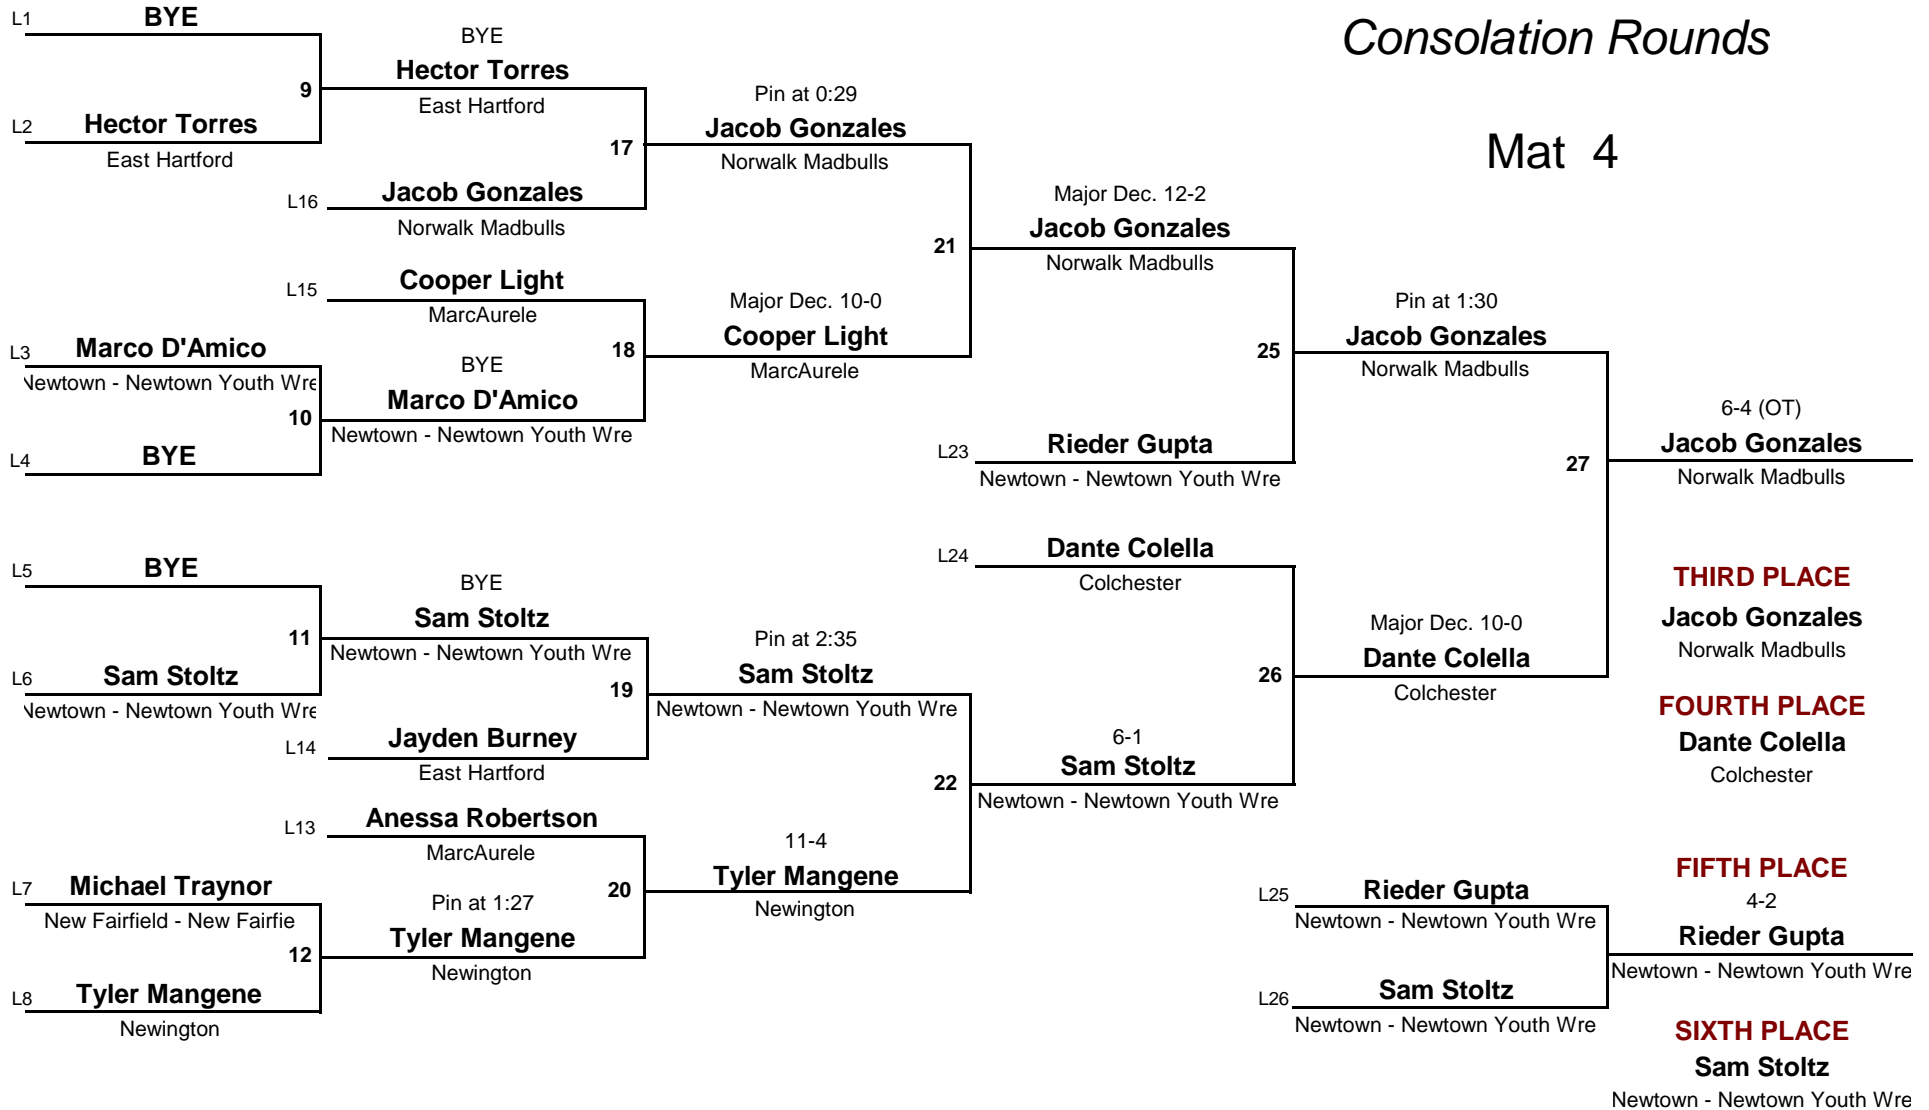 Consolation Rounds
Mat 4
L1 BYE
9
L2 Hector Torres
East Hartford
BYE
Hector Torres
East Hartford
17
L16 Jacob Gonzales
Norwalk Madbulls
Pin at 0:29
Jacob Gonzales
Norwalk Madbulls
L15 Cooper Light
MarcAurele
18
L3 Marco D'Amico
Newtown - Newtown Youth Wre
10
L4 BYE
BYE
Marco D'Amico
Newtown - Newtown Youth Wre
Major Dec. 10-0
Cooper Light
MarcAurele
21
Major Dec. 12-2
Jacob Gonzales
Norwalk Madbulls
25
L23 Rieder Gupta
Newtown - Newtown Youth Wre
Pin at 1:30
Jacob Gonzales
Norwalk Madbulls
27
6-4 (OT)
Jacob Gonzales
Norwalk Madbulls
L5 BYE
11
L6 Sam Stoltz
Newtown - Newtown Youth Wre
BYE
Sam Stoltz
Newtown - Newtown Youth Wre
19
L14 Jayden Burney
East Hartford
Pin at 2:35
Sam Stoltz
Newtown - Newtown Youth Wre
22
L13 Anessa Robertson
MarcAurele
20
L7 Michael Traynor
New Fairfield - New Fairfie
12
L8 Tyler Mangene
Newington
Pin at 1:27
Tyler Mangene
Newington
11-4
Tyler Mangene
Newington
L24 Dante Colella
Colchester
26
6-1
Sam Stoltz
Newtown - Newtown Youth Wre
Major Dec. 10-0
Dante Colella
Colchester
THIRD PLACE
Jacob Gonzales
Norwalk Madbulls
FOURTH PLACE
Dante Colella
Colchester
L25 Rieder Gupta
Newtown - Newtown Youth Wre
L26 Sam Stoltz
Newtown - Newtown Youth Wre
FIFTH PLACE
4-2
Rieder Gupta
Newtown - Newtown Youth Wre
SIXTH PLACE
Sam Stoltz
Newtown - Newtown Youth Wre